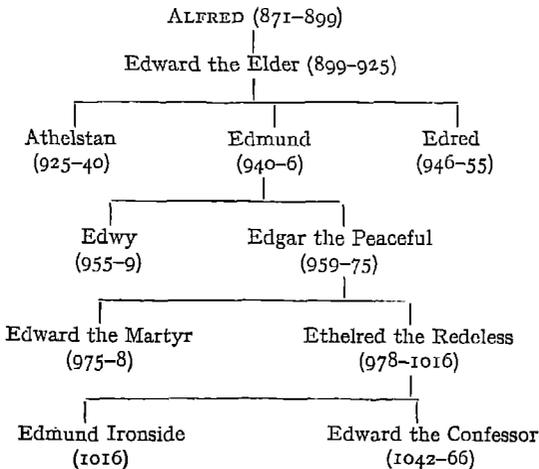 ALFRED (871–899)
Edward the Elder (899–925)
Athelstan Edmund Edred
(925–40) (940–6) (946–55)
Edwy Edgar the Peaceful
(955–9) (959–75)
Edward the Martyr Ethelred the Redeless
(975–8) (978–1016)
Edmund Ironside Edward the Confessor
(1016) (1042–66)